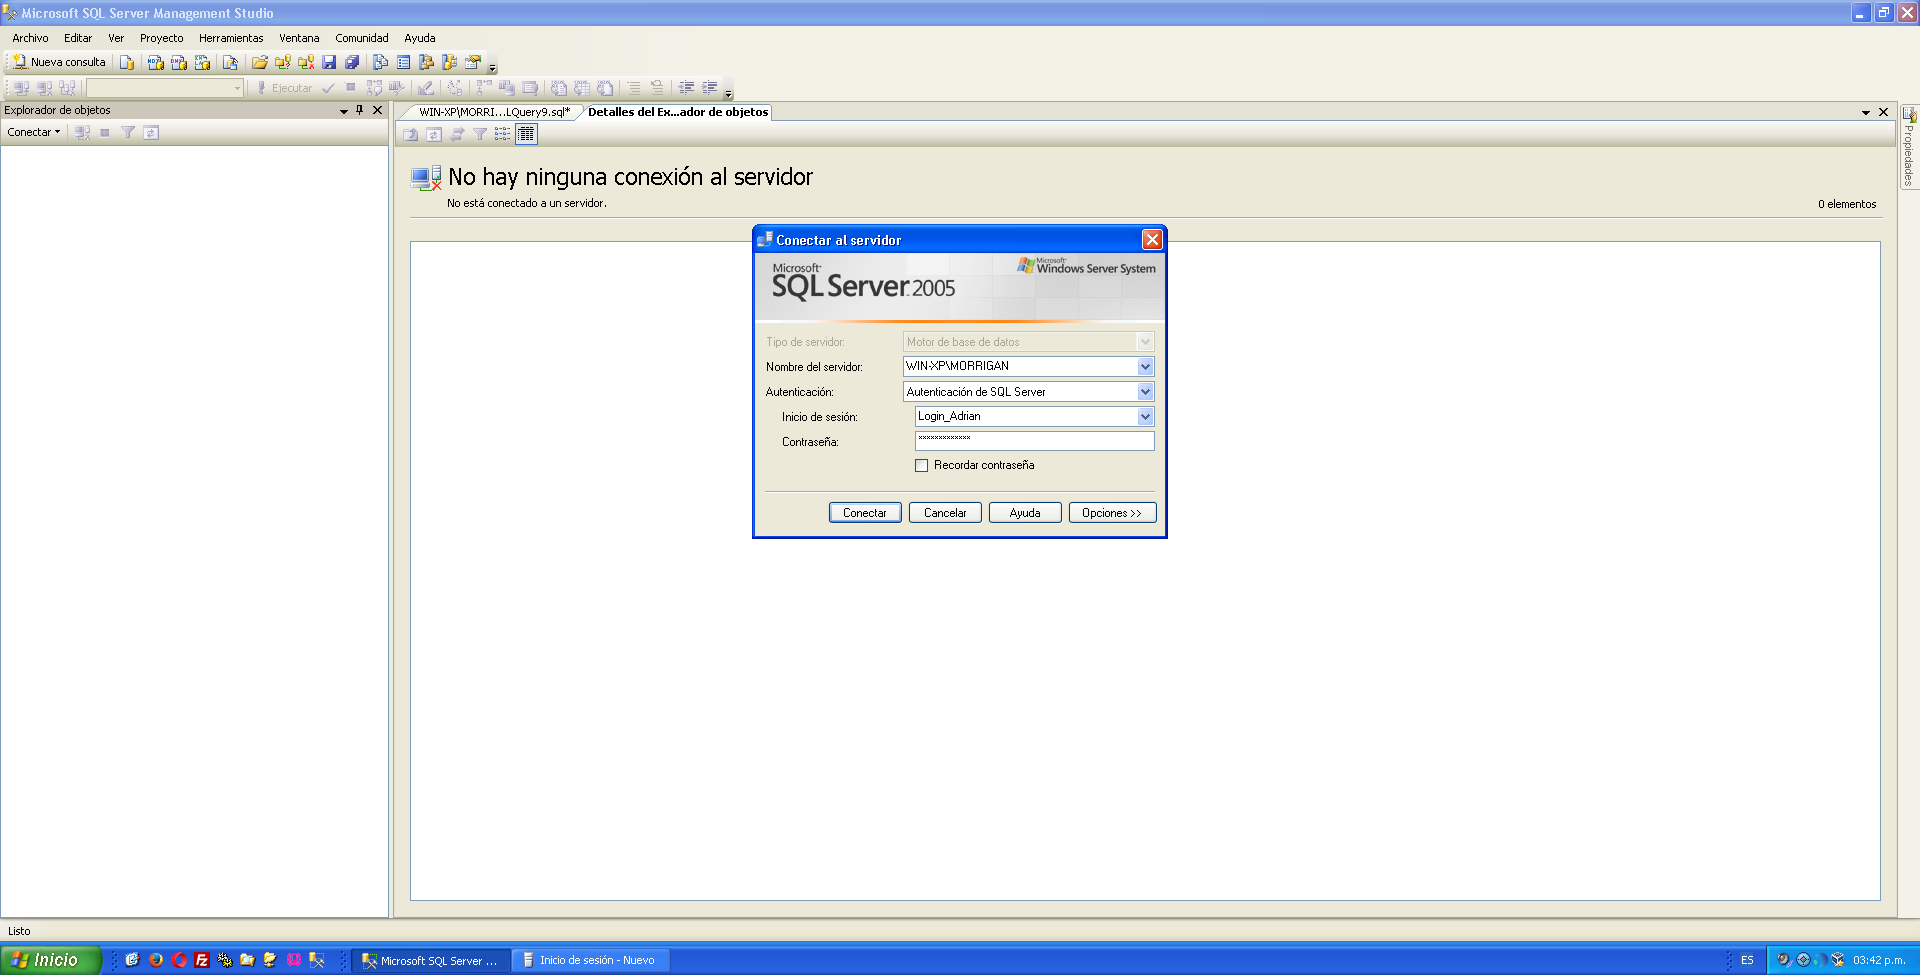 Microsoft SQL Server Management Studio
Archivo Editar Ver Proyecto Herramientas Ventana Comunidad Ayuda
Nueva consulta
Ejecutar
Explorador de objetos
WIN-XP\MORRI...LQuery9.sql* Detalles del Ex...ador de objetos
Conectar
Propiedades
No hay ninguna conexión al servidor
No está conectado a un servidor.
0 elementos
Conectar al servidor
Microsoft
SQL Server 2005
Microsoft
Windows Server System
Tipo de servidor: Motor de base de datos
Nombre del servidor: WIN-XP\MORRIGAN
Autenticación: Autenticación de SQL Server
Inicio de sesión: Login_Adrian
Contraseña: *************
Recordar contraseña
Conectar Cancelar Ayuda Opciones >>
Listo
Inicio
Microsoft SQL Server ...
Inicio de sesión - Nuevo
ES
03:42 p.m.